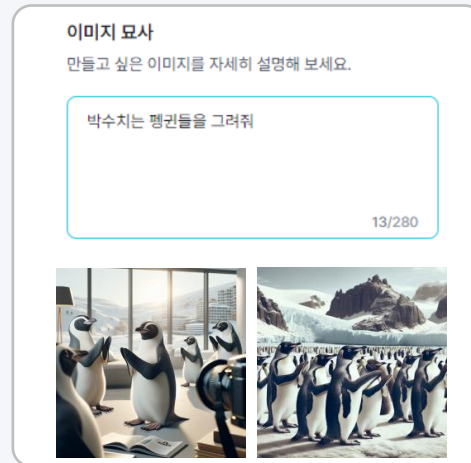 이미지 묘사
만들고 싶은 이미지를 자세히 설명해 보세요.
박수치는 펭귄들을 그려줘
13/280